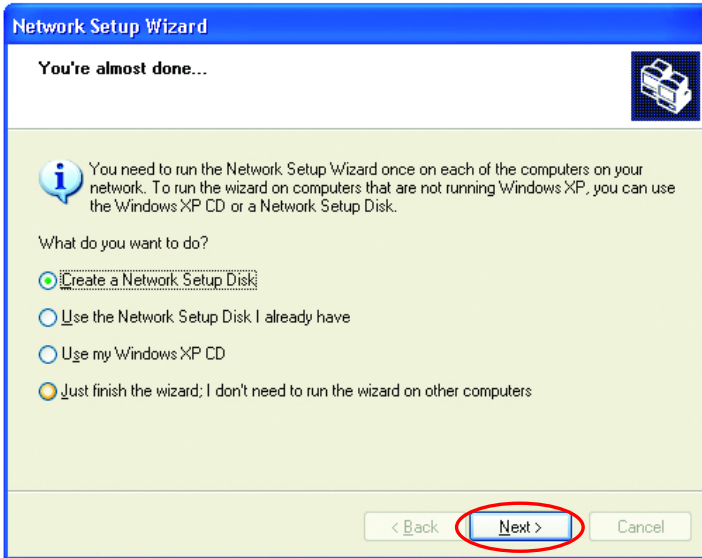 Network Setup Wizard
You're almost done...
You need to run the Network Setup Wizard once on each of the computers on your
network. To run the wizard on computers that are not running Windows XP, you can use
the Windows XP CD or a Network Setup Disk.
What do you want to do?
Create a Network Setup Disk
Use the Network Setup Disk I already have
Use my Windows XP CD
Just finish the wizard; I don't need to run the wizard on other computers
< Back Next > Cancel